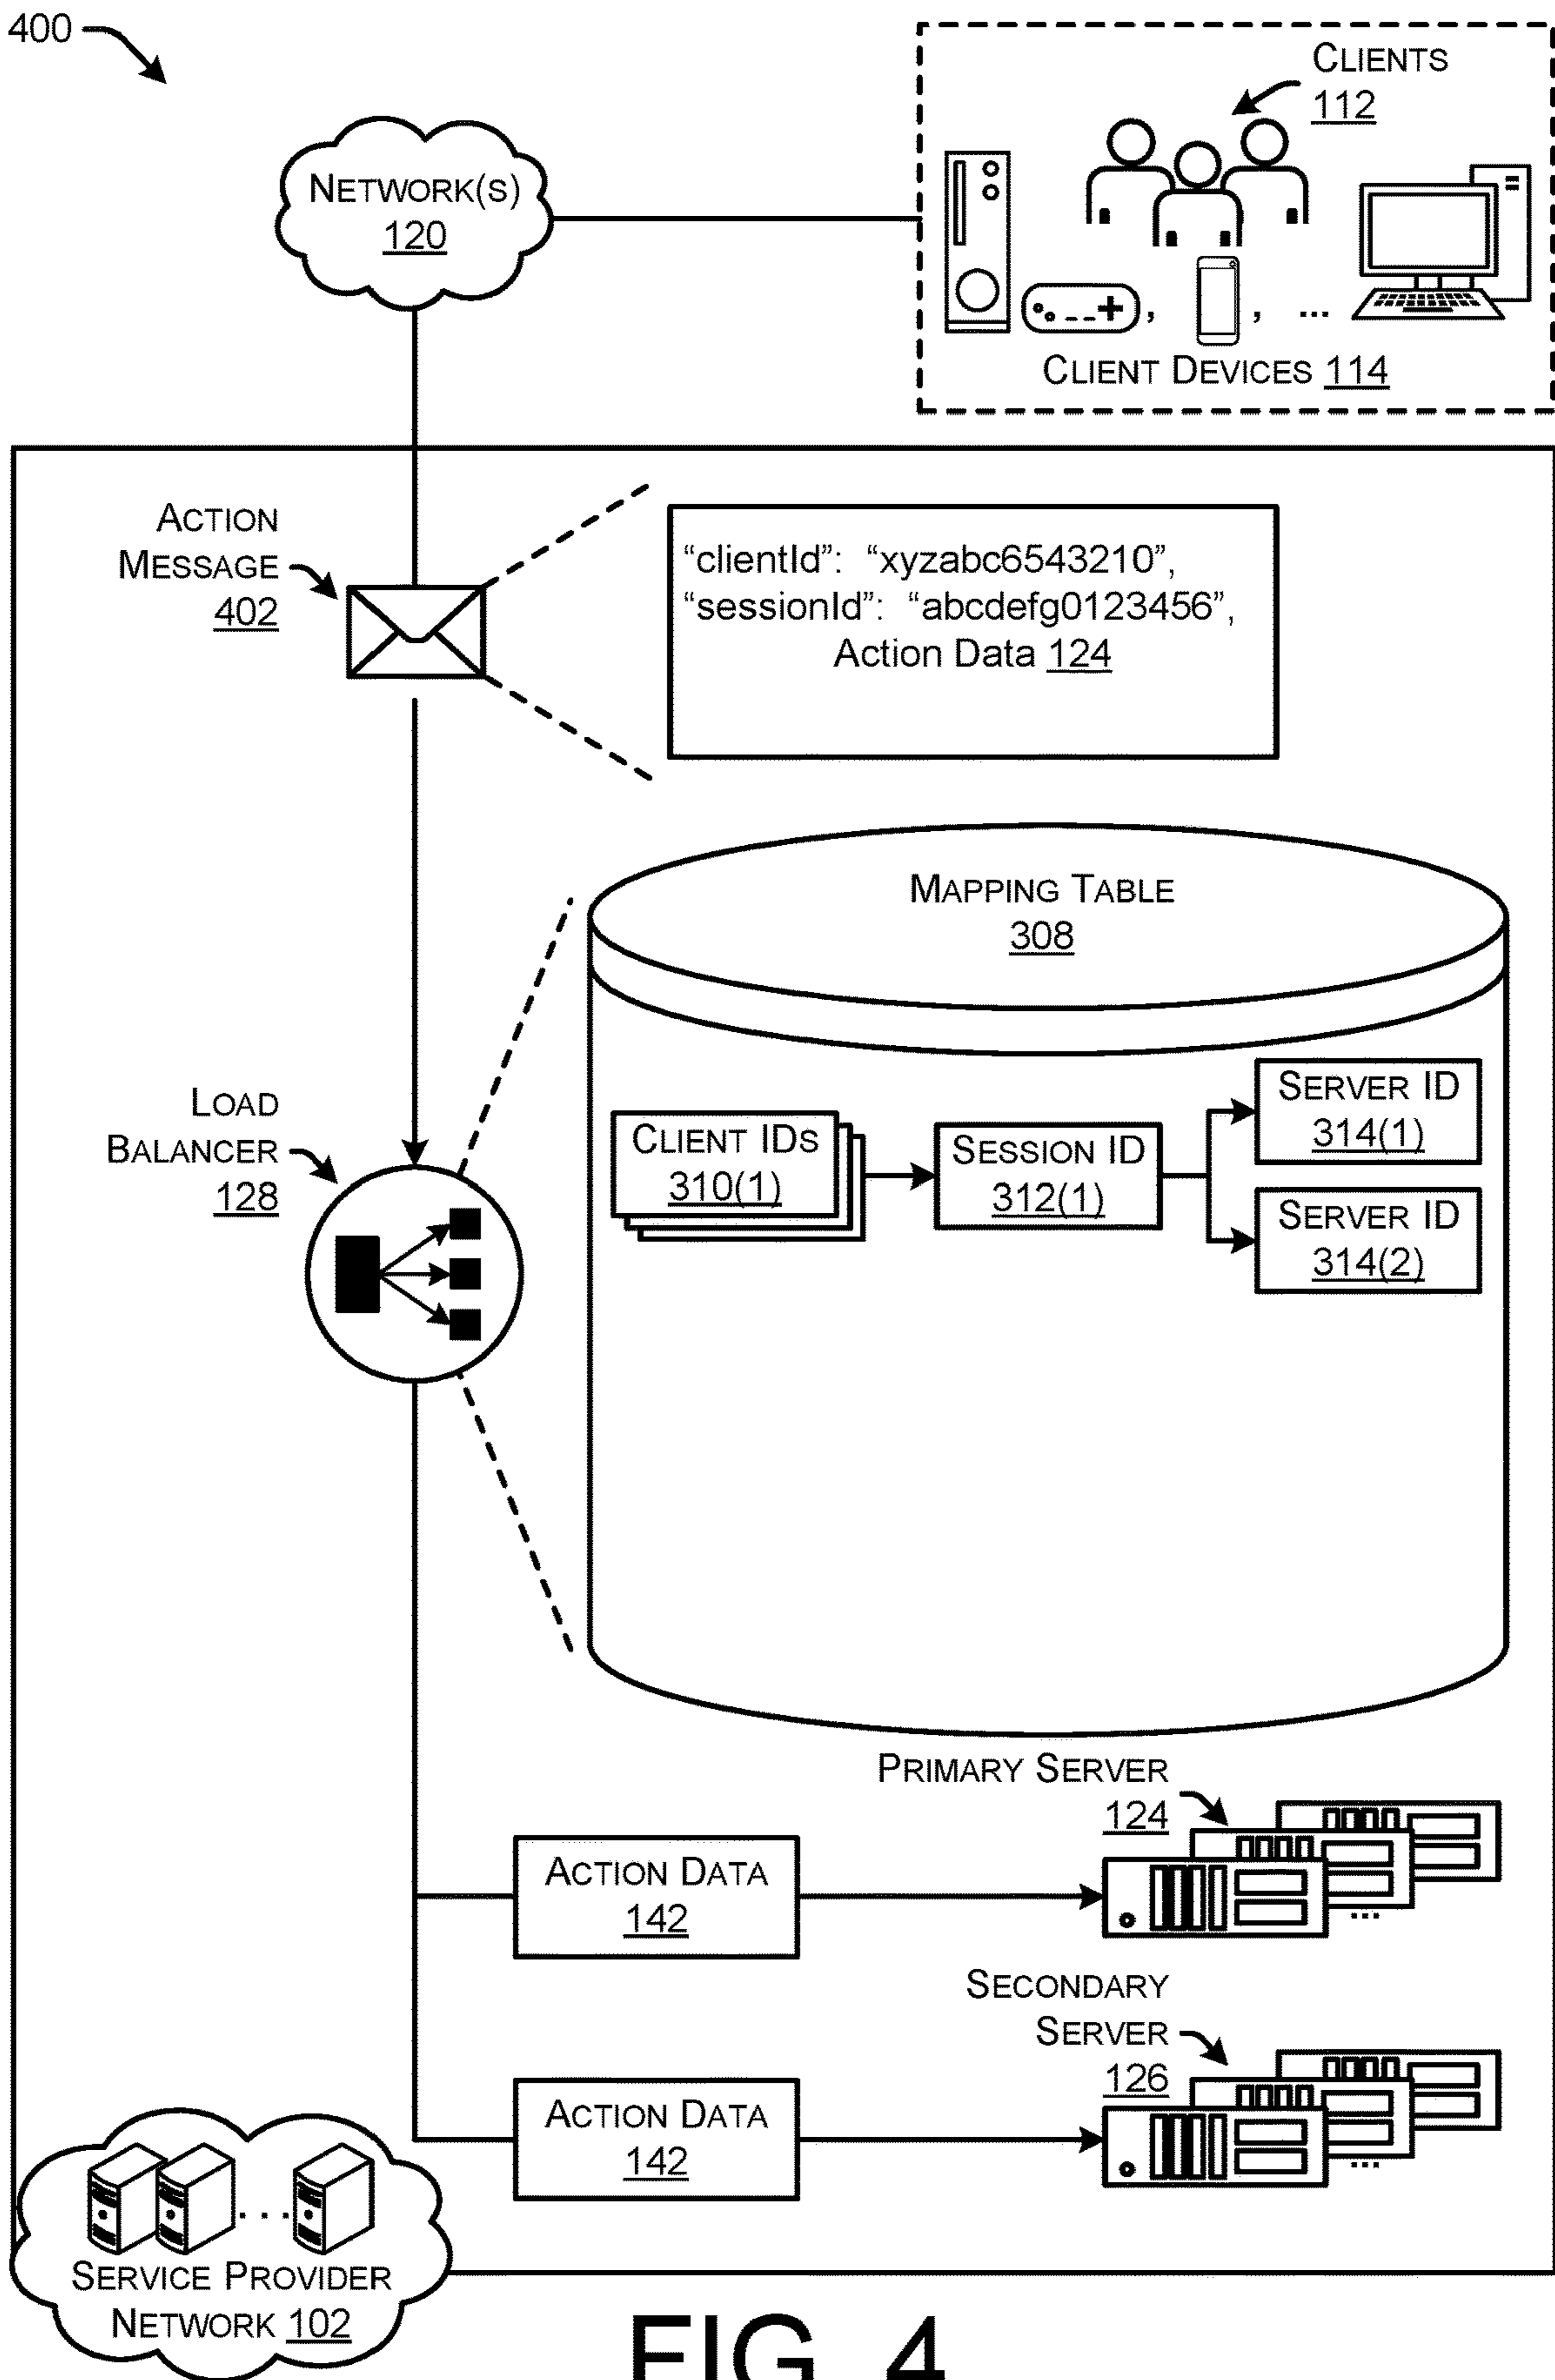 400
CLIENTS
112
NETWORK(S)
120
, , ...
CLIENT DEVICES 114
ACTION
MESSAGE
402
“clientId”: “xyzabc6543210”,
“sessionId”: “abcdefg0123456”,
Action Data 124
MAPPING TABLE
308
LOAD
BALANCER
128
CLIENT IDS
310(1)
SESSION ID
312(1)
SERVER ID
314(1)
SERVER ID
314(2)
PRIMARY SERVER
124
...
ACTION DATA
142
SECONDARY
SERVER
126
...
ACTION DATA
142
...
SERVICE PROVIDER
NETWORK 102
FIG. 4